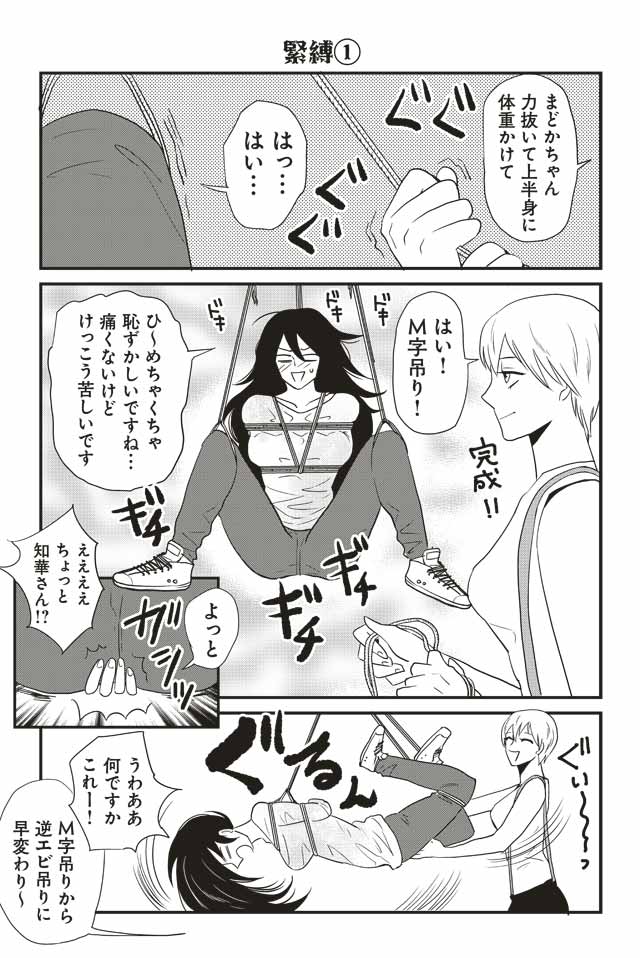 緊縛①
まどかちゃん
力抜いて上半身に
体重かけて
ぐぐ
はっ…
はい…
ぐぐ
はい！
M字吊り！
ドキ
ドキ
ドキ
ドキ
ひ～めちゃくちゃ
恥ずかしいですね…
痛くないけど
けっこう苦しいです
完成!!
ギチ
ギチ
ギチ
よっと
ガシッ
ええええ
ちょっと
知華さん!?
ぐい～～っ
ぐるん
うわああ
何ですか
これー！
M字吊りから
逆エビ吊りに
早変わり～